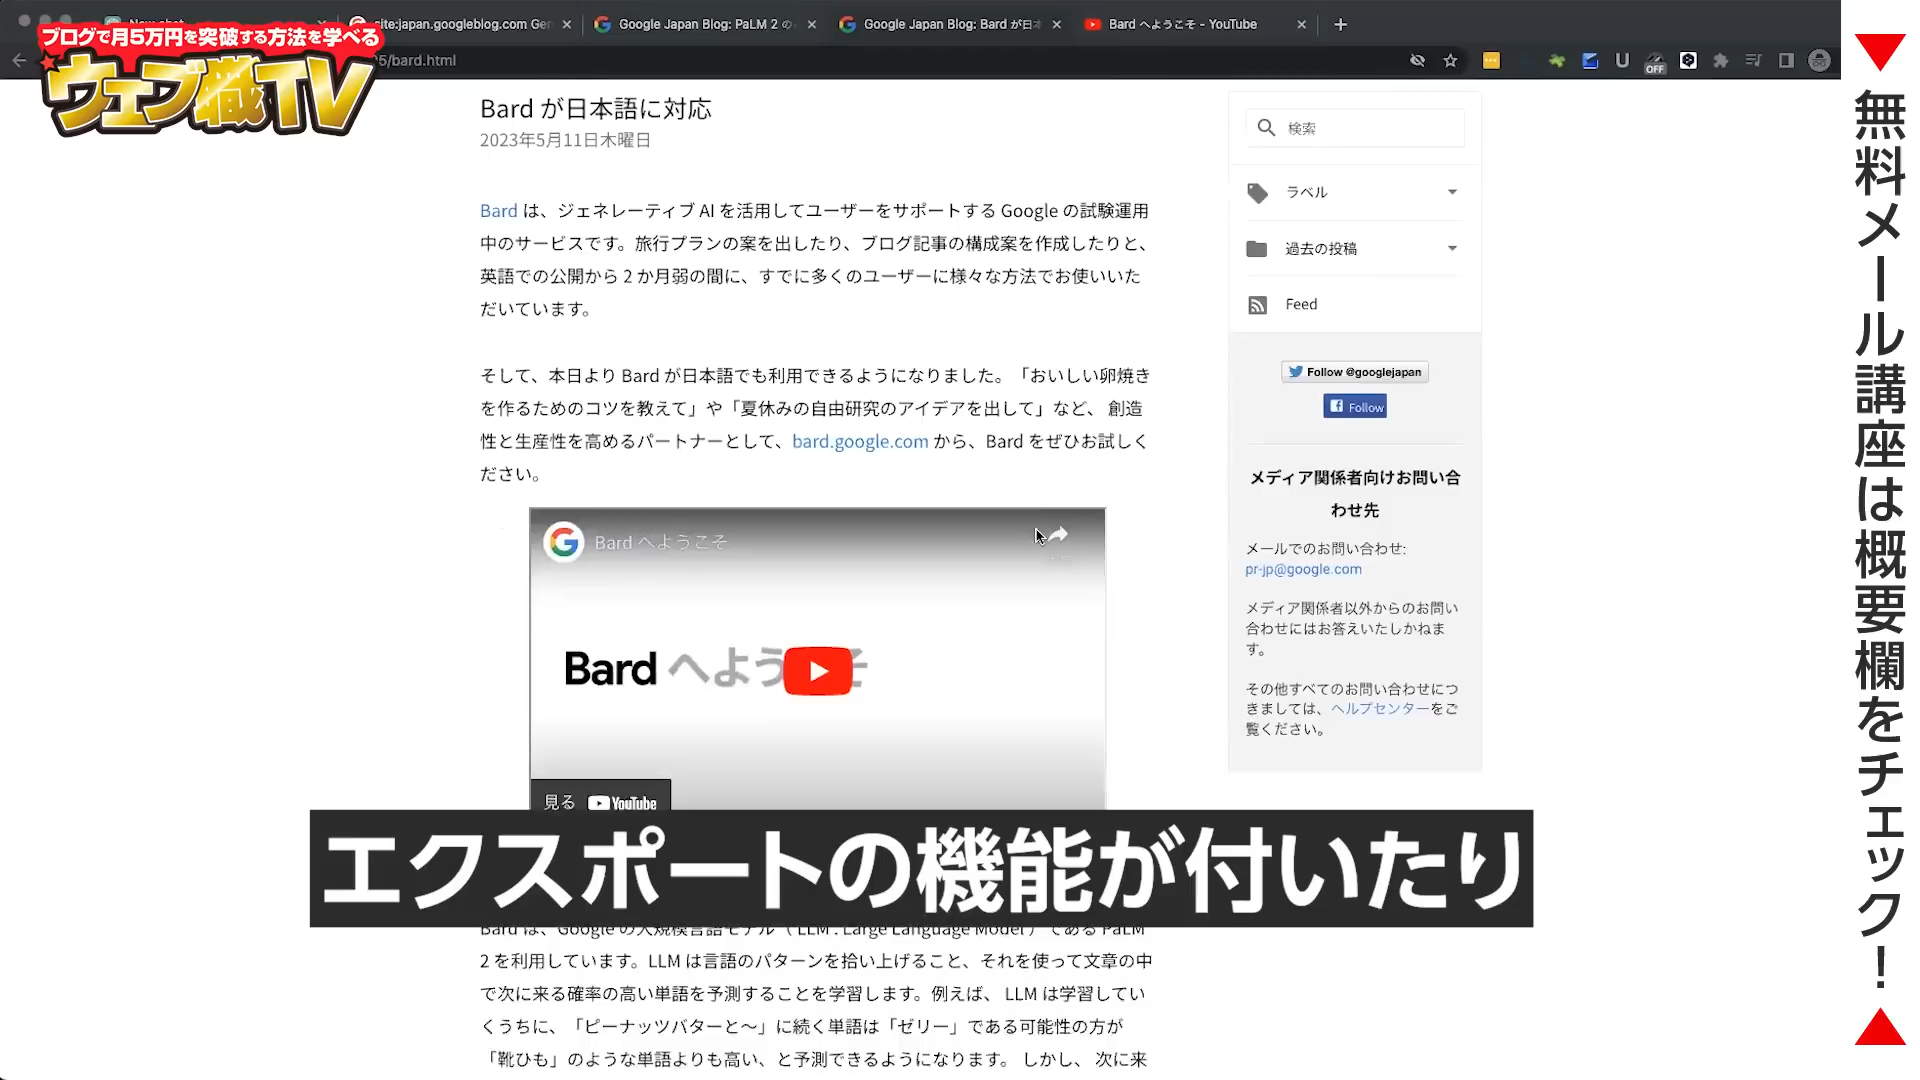 New chat
site:japan.googleblog.com Gen
Google Japan Blog: PaLM 2 の
Google Japan Blog: Bard が日本
Bard へようこそ - YouTube
5/bard.html
OFF
ブログで月5万円を突破する方法を学べる
ウェブ職TV
Bard が日本語に対応
2023年5月11日木曜日
Bard は、ジェネレーティブ AI を活用してユーザーをサポートする Google の試験運用
中のサービスです。旅行プランの案を出したり、ブログ記事の構成案を作成したりと、
英語での公開から 2 か月弱の間に、すでに多くのユーザーに様々な方法でお使いいた
だいています。
そして、本日より Bard が日本語でも利用できるようになりました。「おいしい卵焼き
を作るためのコツを教えて」や「夏休みの自由研究のアイデアを出して」など、 創造
性と生産性を高めるパートナーとして、bard.google.com から、Bard をぜひお試しく
ださい。
Bard へようこそ
Bard へようこそ
見る YouTube
エクスポートの機能が付いたり
Bard は、Google の大規模言語モデル（ LLM : Large Language Model ） である PaLM
2 を利用しています。LLM は言語のパターンを拾い上げること、それを使って文章の中
で次に来る確率の高い単語を予測することを学習します。例えば、 LLM は学習してい
くうちに、「ピーナッツバターと〜」に続く単語は「ゼリー」である可能性の方が
「靴ひも」のような単語よりも高い、と予測できるようになります。 しかし、 次に来
検索
ラベル
過去の投稿
Feed
Follow @googlejapan
Follow
メディア関係者向けお問い合
わせ先
メールでのお問い合わせ:
pr-jp@google.com
メディア関係者以外からのお問い
合わせにはお答えいたしかねま
す。
その他すべてのお問い合わせにつ
きましては、ヘルプセンターをご
覧ください。
無料メール講座は概要欄をチェック！